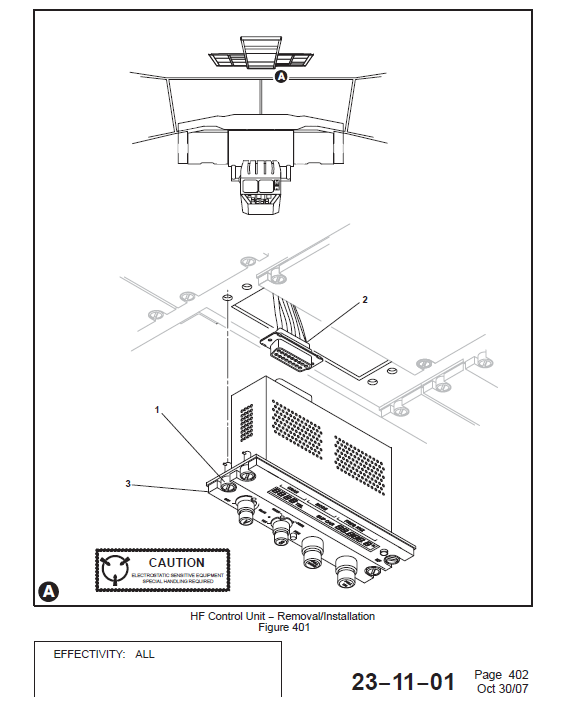 A
2
1
3
CAUTION
ELECTROSTATIC SENSITIVE EQUIPMENT
SPECIAL HANDLING REQUIRED
A
HF Control Unit − Removal/Installation
Figure 401
EFFECTIVITY: ALL
23−11−01
Page 402
Oct 30/07